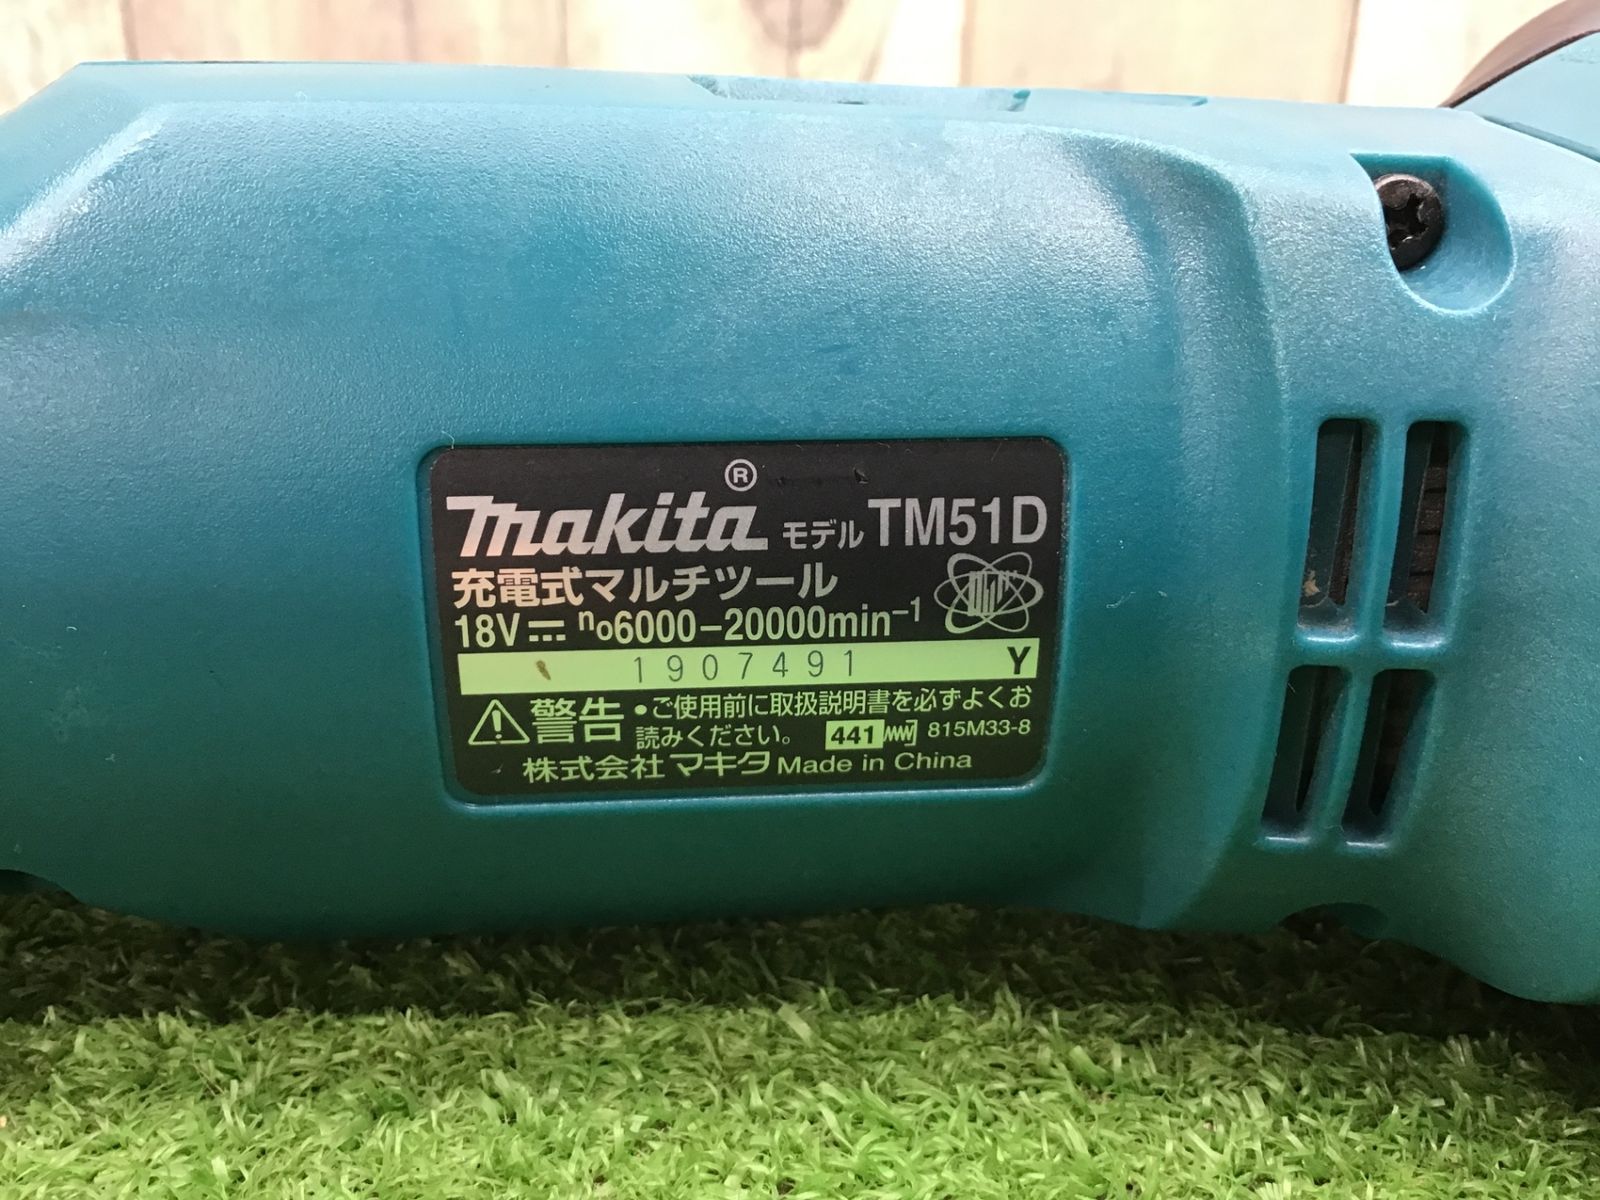 makita® モデル TM51D
充電式マルチツール
18V⎓ n₀6000−20000min⁻¹
1907491 Y
警告 •ご使用前に取扱説明書を必ずよくお
読みください。 441 815M33-8
株式会社マキタ Made in China